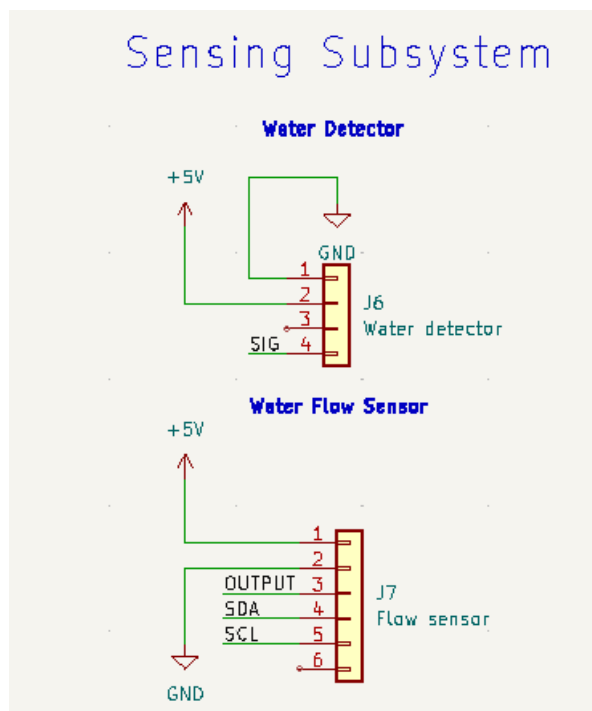 Sensing Subsystem
Water Detector
+5V
GND
1
2
3
SIG 4
J6
Water detector
Water Flow Sensor
+5V
1
2
OUTPUT 3
SDA 4
SCL 5
6
J7
Flow sensor
GND